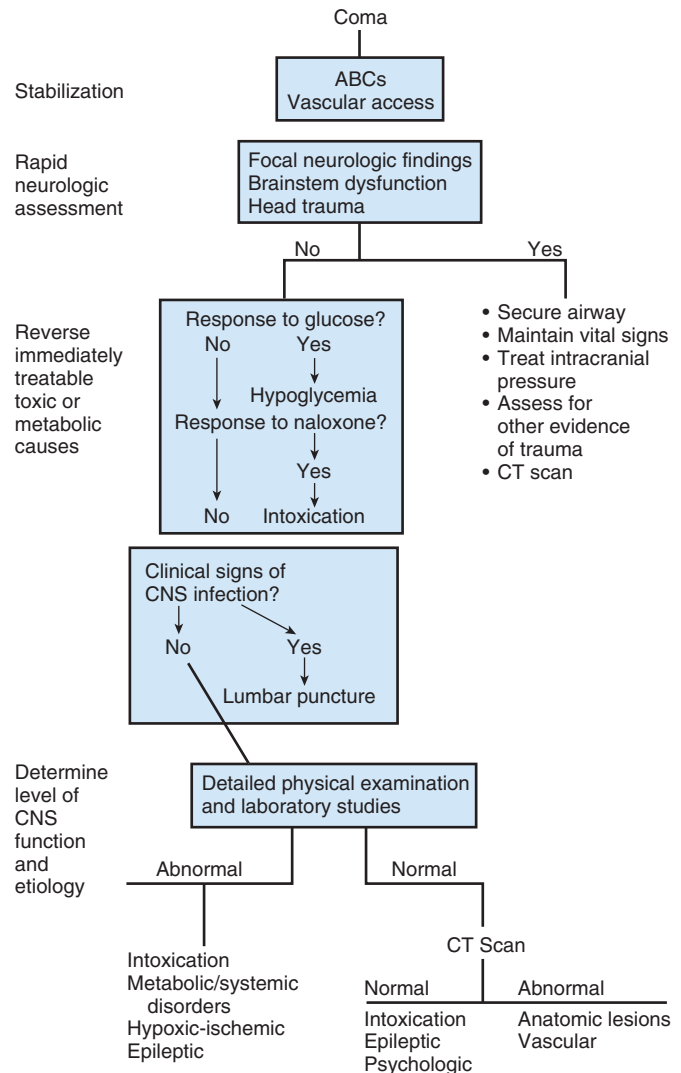 Coma
Stabilization
ABCs
Vascular access
Rapid
neurologic
assessment
Focal neurologic findings
Brainstem dysfunction
Head trauma
No
Yes
Reverse
immediately
treatable
toxic or
metabolic
causes
Response to glucose?
No Yes
Hypoglycemia
Response to naloxone?
Yes
No Intoxication
• Secure airway
• Maintain vital signs
• Treat intracranial
pressure
• Assess for
other evidence
of trauma
• CT scan
Clinical signs of
CNS infection?
No Yes
Lumbar puncture
Determine
level of
CNS
function
and
etiology
Detailed physical examination
and laboratory studies
Abnormal
Normal
Intoxication
Metabolic/systemic
disorders
Hypoxic-ischemic
Epileptic
CT Scan
Normal
Abnormal
Intoxication
Epileptic
Psychologic
Anatomic lesions
Vascular